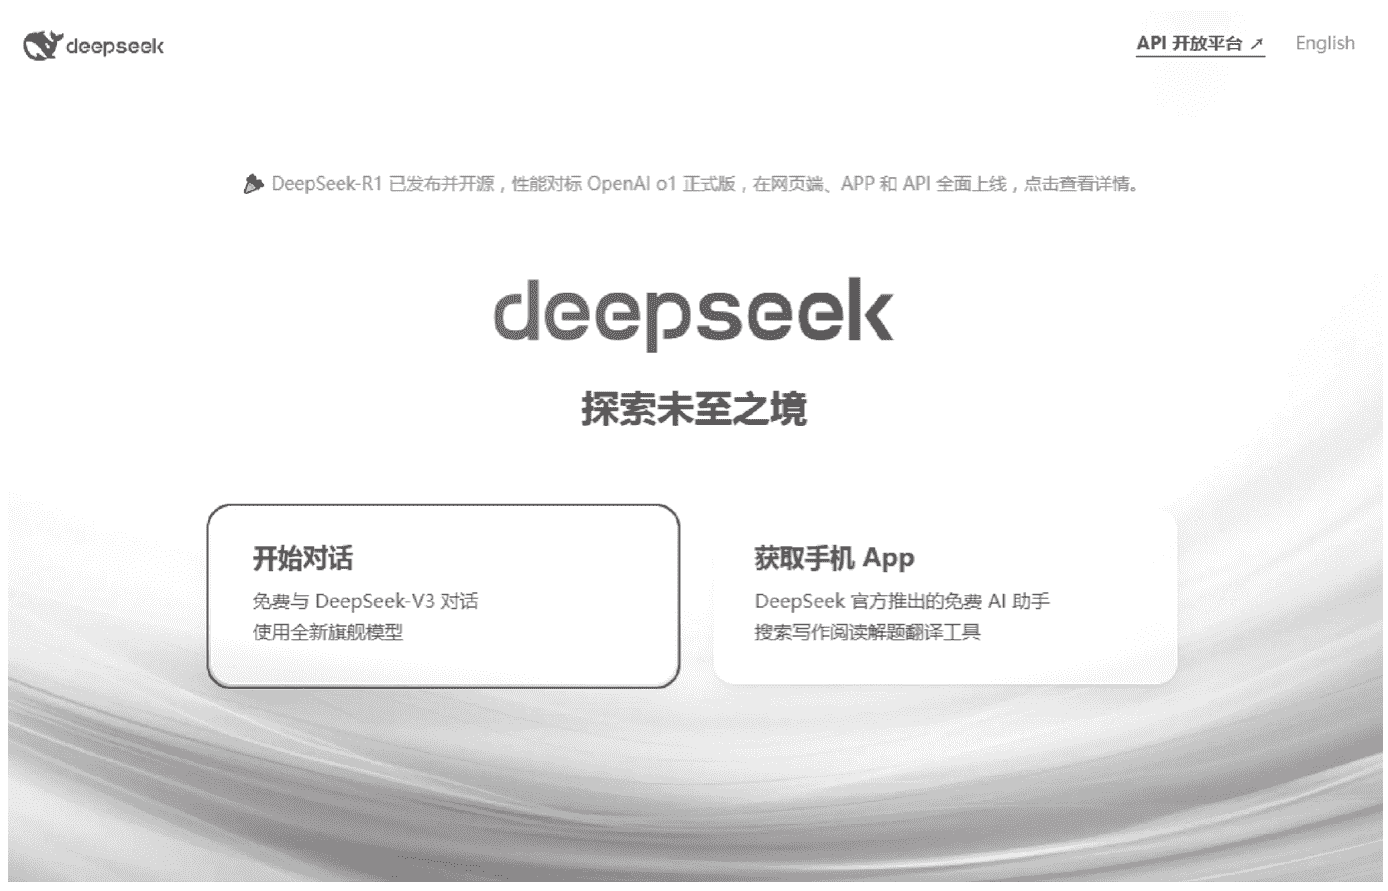 deepseek
API 开放平台 ↗ English
DeepSeek-R1 已发布并开源，性能对标 OpenAI o1 正式版，在网页端、APP 和 API 全面上线，点击查看详情。
deepseek
探索未至之境
开始对话
免费与 DeepSeek-V3 对话
使用全新旗舰模型
获取手机 App
DeepSeek 官方推出的免费 AI 助手
搜索写作阅读解题翻译工具